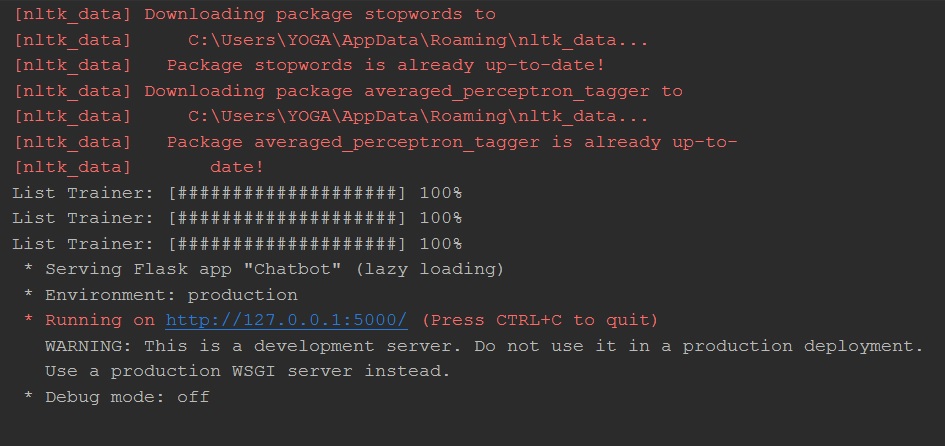 [nltk_data] Downloading package stopwords to
[nltk_data]     C:\Users\YOGA\AppData\Roaming\nltk_data...
[nltk_data]   Package stopwords is already up-to-date!
[nltk_data] Downloading package averaged_perceptron_tagger to
[nltk_data]     C:\Users\YOGA\AppData\Roaming\nltk_data...
[nltk_data]   Package averaged_perceptron_tagger is already up-to-
[nltk_data]       date!
List Trainer: [####################] 100%
List Trainer: [####################] 100%
List Trainer: [####################] 100%
 * Serving Flask app "Chatbot" (lazy loading)
 * Environment: production
 * Running on http://127.0.0.1:5000/ (Press CTRL+C to quit)
   WARNING: This is a development server. Do not use it in a production deployment.
   Use a production WSGI server instead.
 * Debug mode: off